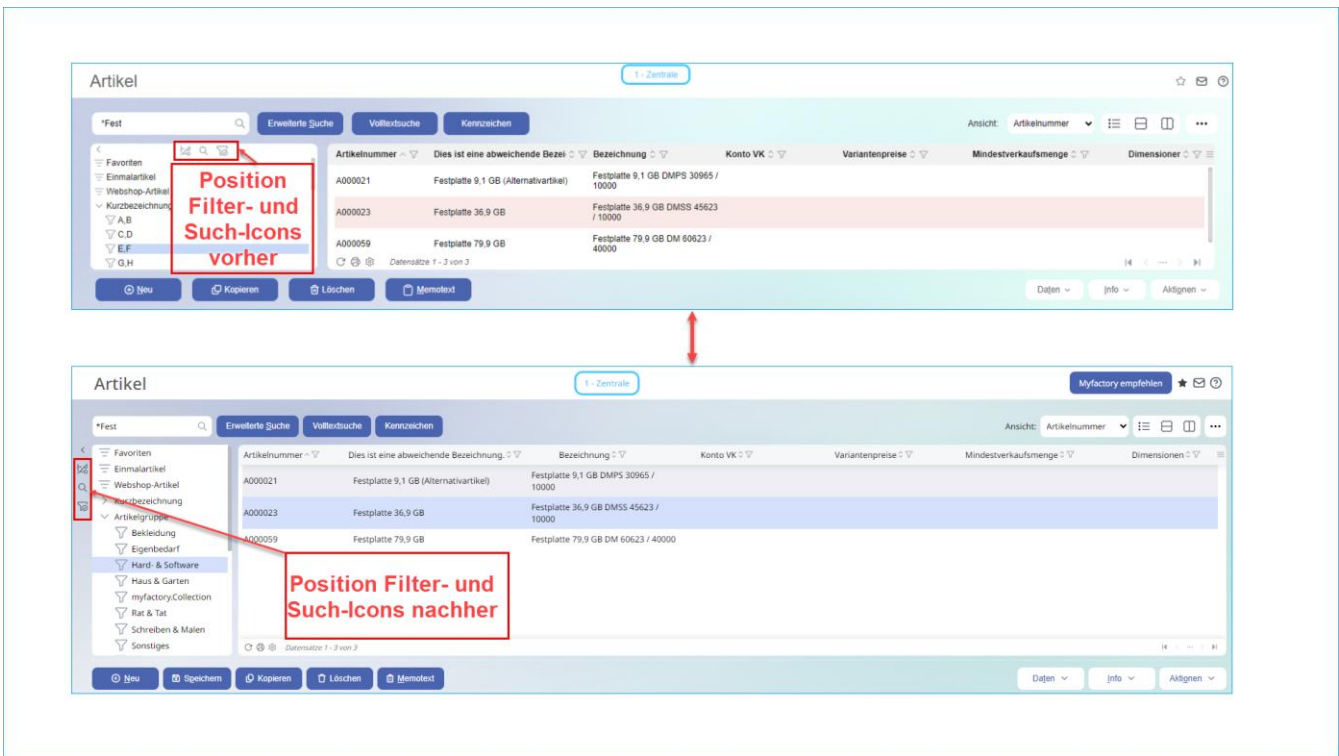 Artikel
1 - Zentrale
*Fest
Erweiterte Suche
Volltextsuche
Kennzeichen
Ansicht: Artikelnummer
Favoriten
Einmalartikel
Webshop-Artikel
Kurzbezeichnung
A,B
C,D
E,F
G,H
Position
Filter- und
Such-Icons
vorher
Artikelnummer Dies ist eine abweichende Bezei Bezeichnung Konto VK Variantenpreise Mindestverkaufsmenge Dimensioner
A000021 Festplatte 9,1 GB (Alternativartikel) Festplatte 9,1 GB DMPS 30965 /
10000
A000023 Festplatte 36,9 GB Festplatte 36,9 GB DMSS 45623
/ 10000
A000059 Festplatte 79,9 GB Festplatte 79,9 GB DM 60623 /
40000
Datensätze 1 - 3 von 3
Neu
Kopieren
Löschen
Memotext
Daten
Info
Aktionen
Artikel
1 - Zentrale
Myfactory empfehlen
*Fest
Erweiterte Suche
Volltextsuche
Kennzeichen
Ansicht: Artikelnummer
Favoriten
Einmalartikel
Webshop-Artikel
Kurzbezeichnung
Artikelgruppe
Bekleidung
Eigenbedarf
Hard- & Software
Haus & Garten
myfactory.Collection
Rat & Tat
Schreiben & Malen
Sonstiges
Artikelnummer Dies ist eine abweichende Bezeichnung. Bezeichnung Konto VK Variantenpreise Mindestverkaufsmenge Dimensionen
A000021 Festplatte 9,1 GB (Alternativartikel) Festplatte 9,1 GB DMPS 30965 /
10000
A000023 Festplatte 36,9 GB Festplatte 36,9 GB DMSS 45623 /
10000
A000059 Festplatte 79,9 GB Festplatte 79,9 GB DM 60623 / 40000
Position Filter- und
Such-Icons nachher
Datensätze 1 - 3 von 3
Neu
Speichern
Kopieren
Löschen
Memotext
Daten
Info
Aktionen